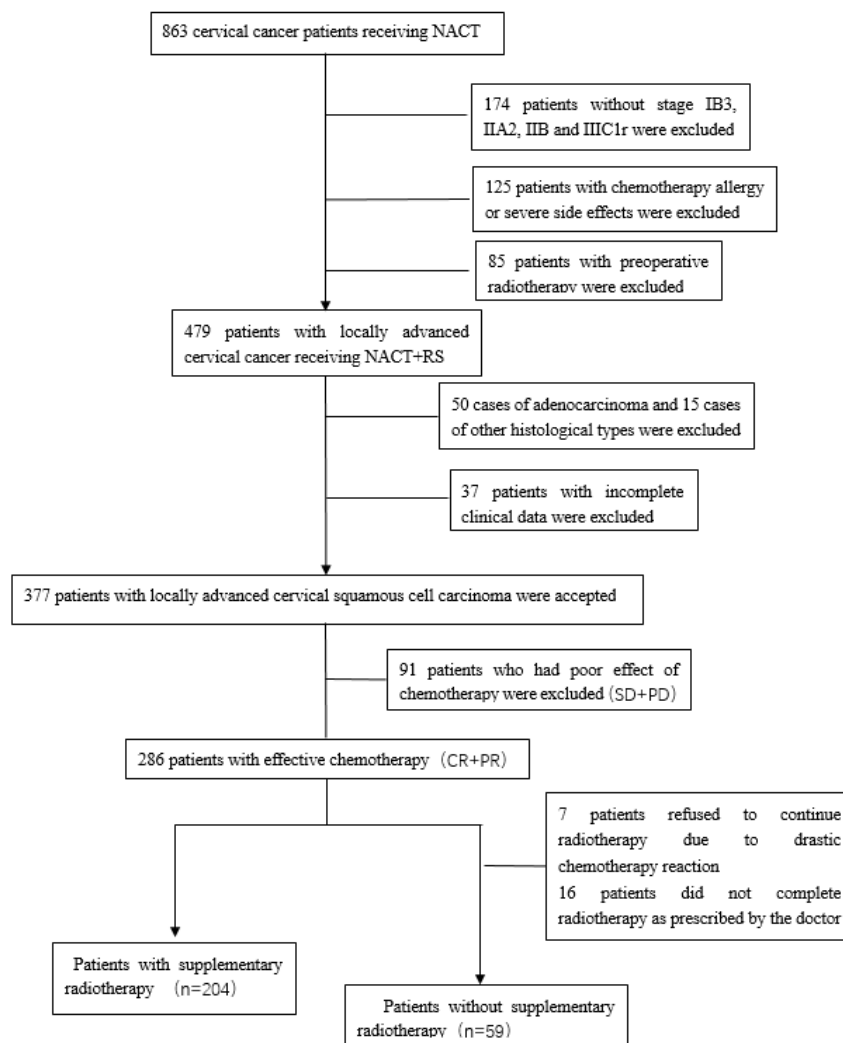 863 cervical cancer patients receiving NACT
174 patients without stage IB3,
IIA2, IIB and IIIC1r were excluded
125 patients with chemotherapy allergy
or severe side effects were excluded
85 patients with preoperative
radiotherapy were excluded
479 patients with locally advanced
cervical cancer receiving NACT+RS
50 cases of adenocarcinoma and 15 cases
of other histological types were excluded
37 patients with incomplete
clinical data were excluded
377 patients with locally advanced cervical squamous cell carcinoma were accepted
91 patients who had poor effect of
chemotherapy were excluded (SD+PD)
286 patients with effective chemotherapy (CR+PR)
7 patients refused to continue
radiotherapy due to drastic
chemotherapy reaction
16 patients did not complete
radiotherapy as prescribed by the doctor
Patients with supplementary
radiotherapy (n=204)
Patients without supplementary
radiotherapy (n=59)